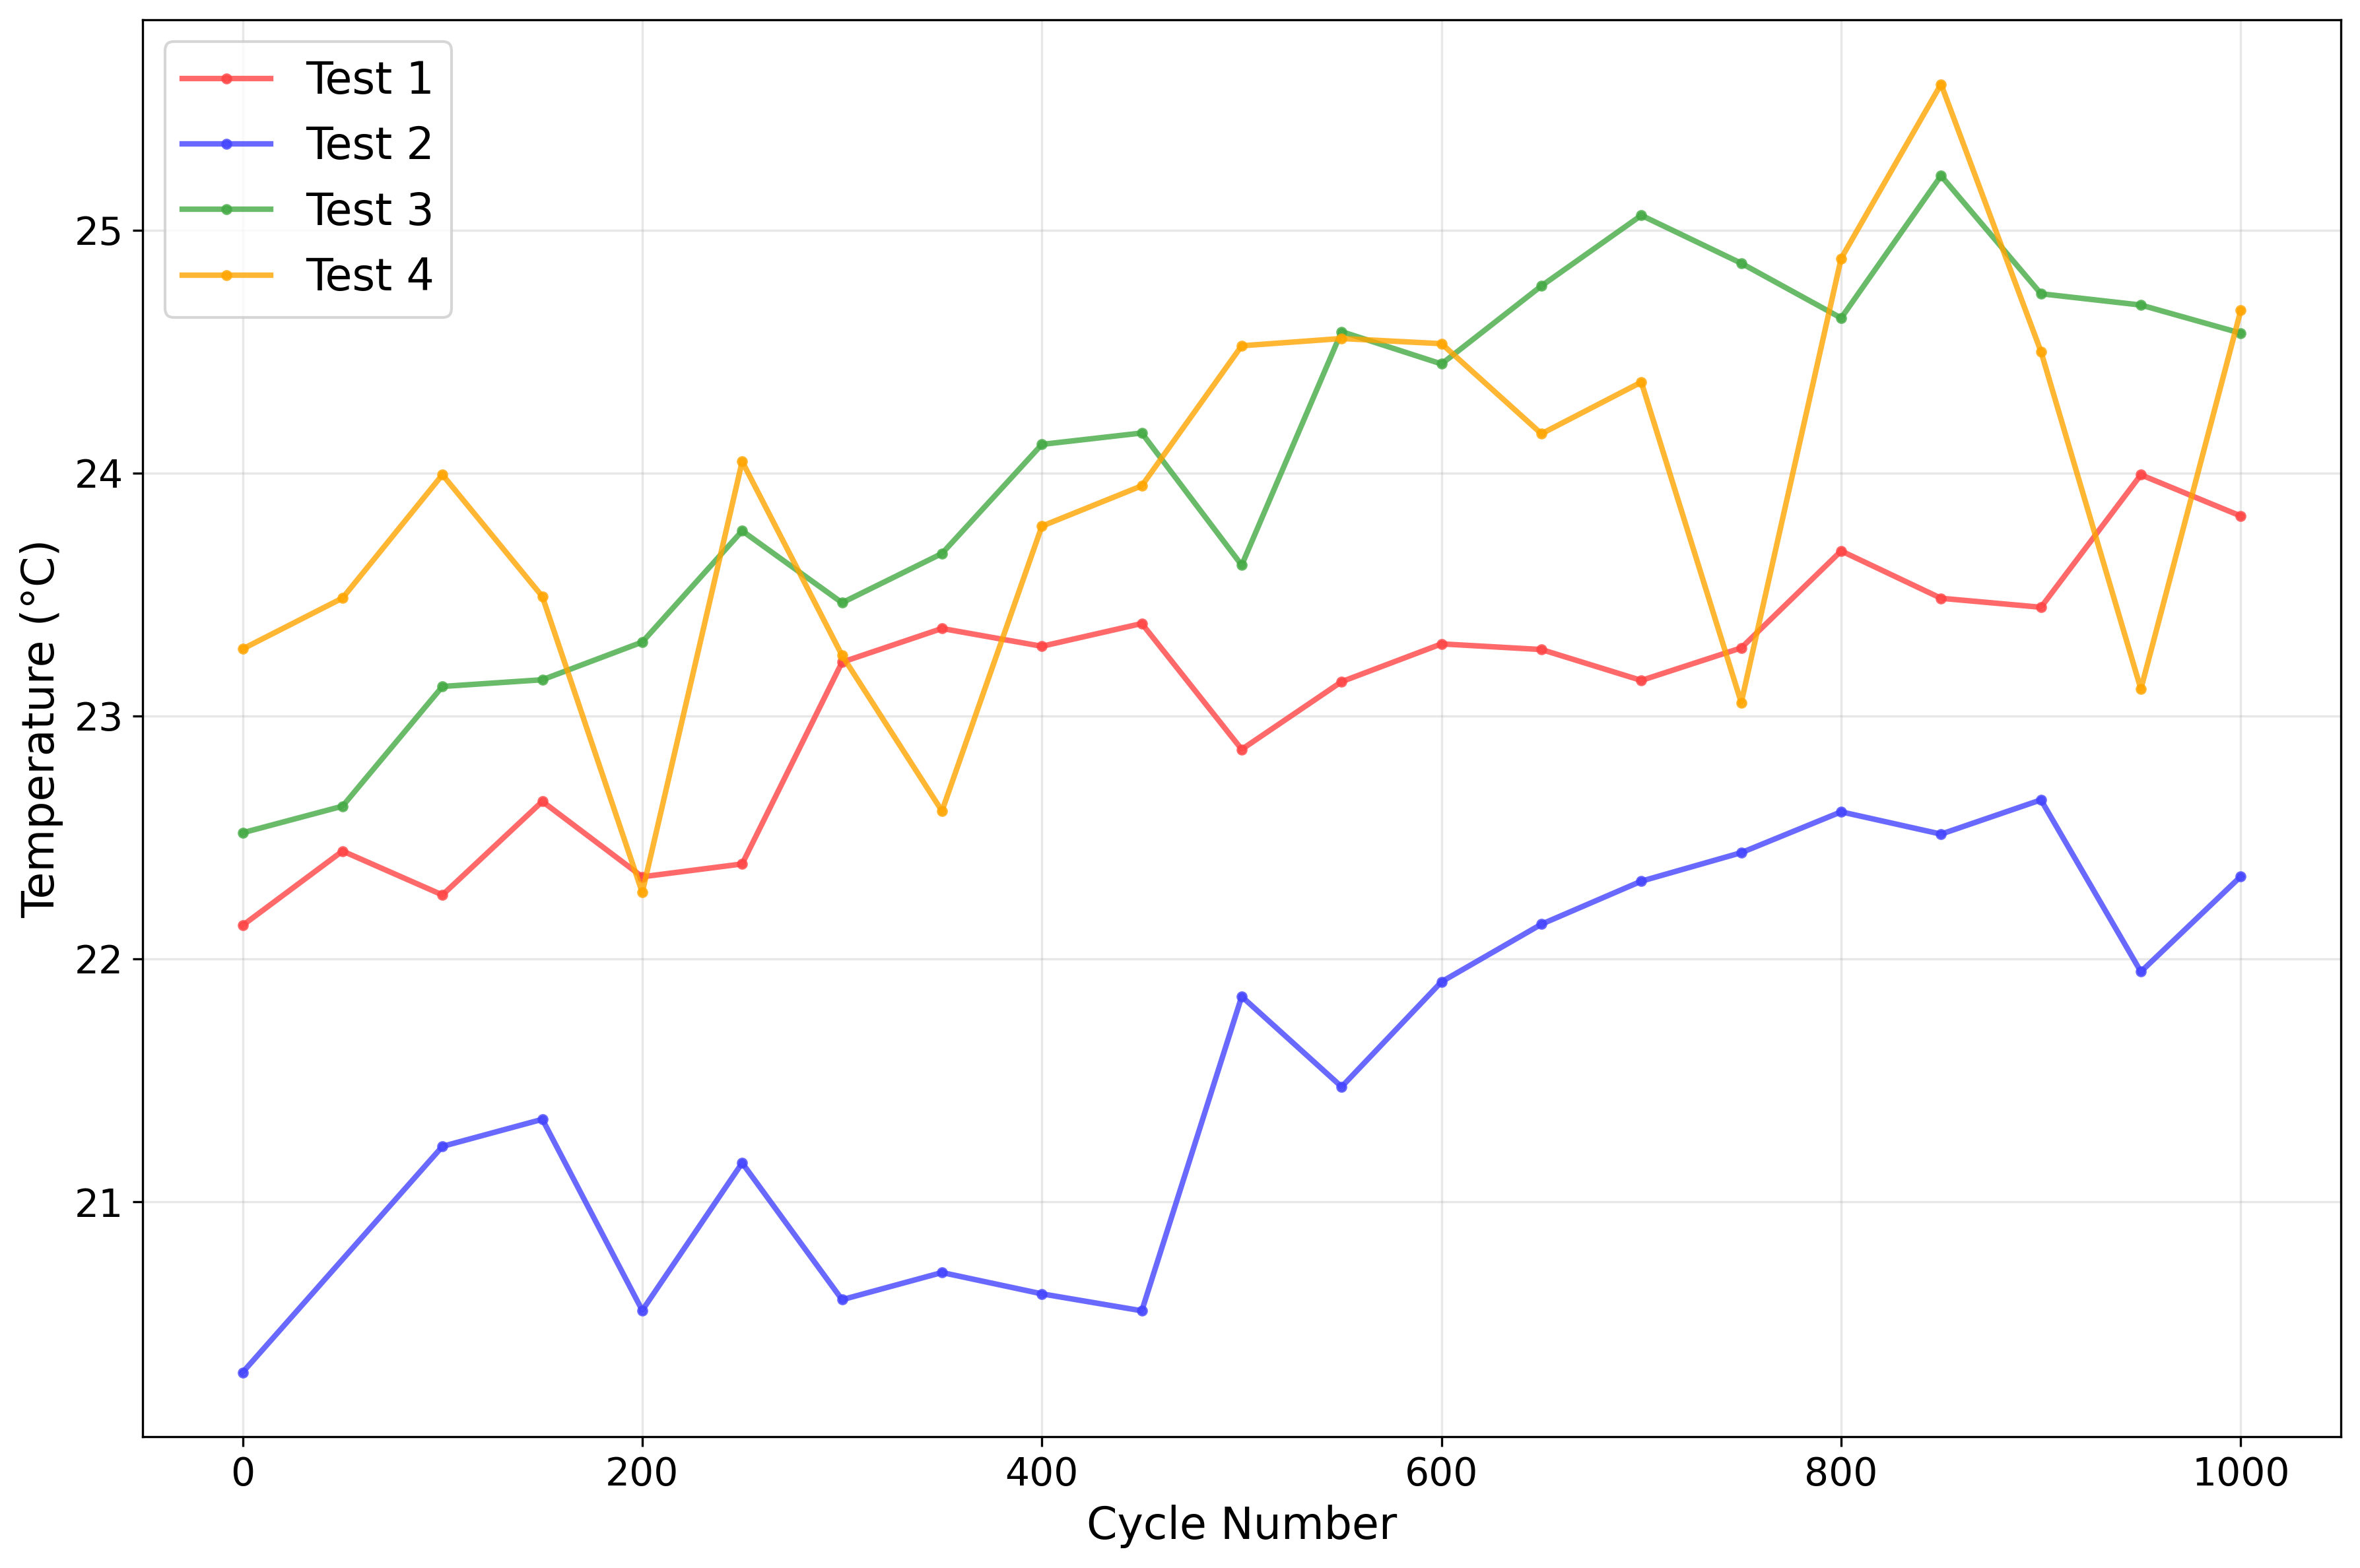 Test 1
Test 2
Test 3
Test 4
25
24
23
22
21
Temperature (°C)
0 200 400 600 800 1000
Cycle Number